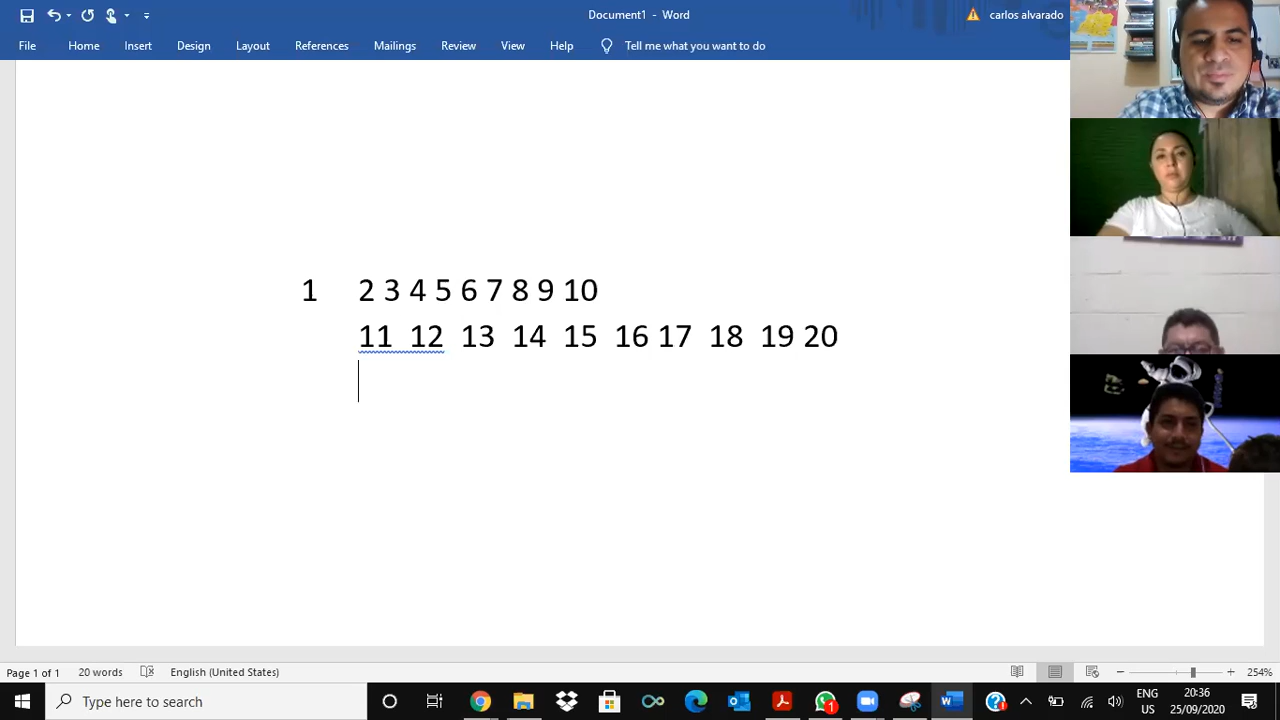 Document1 - Word
carlos alvarado
File Home Insert Design Layout References Mailings Review View Help Tell me what you want to do
1 2 3 4 5 6 7 8 9 10
11 12 13 14 15 16 17 18 19 20
Page 1 of 1 20 words English (United States) 254%
Type here to search
1
ENG
US
20:36
25/09/2020